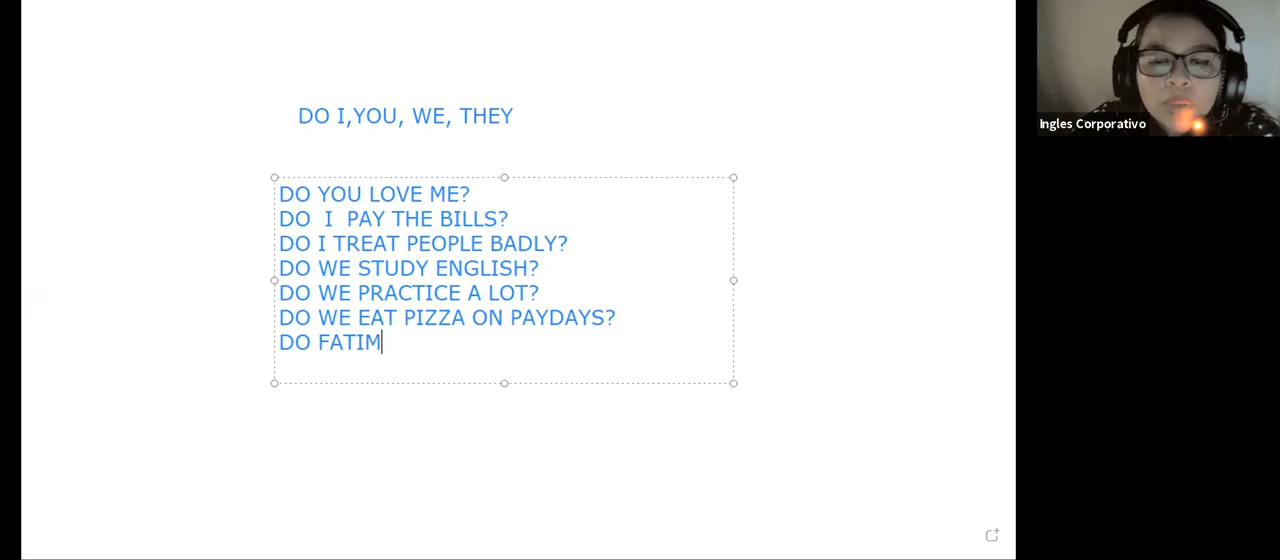 DO I,YOU, WE, THEY
DO YOU LOVE ME?
DO I PAY THE BILLS?
DO I TREAT PEOPLE BADLY?
DO WE STUDY ENGLISH?
DO WE PRACTICE A LOT?
DO WE EAT PIZZA ON PAYDAYS?
DO FATIM
Ingles Corporativo